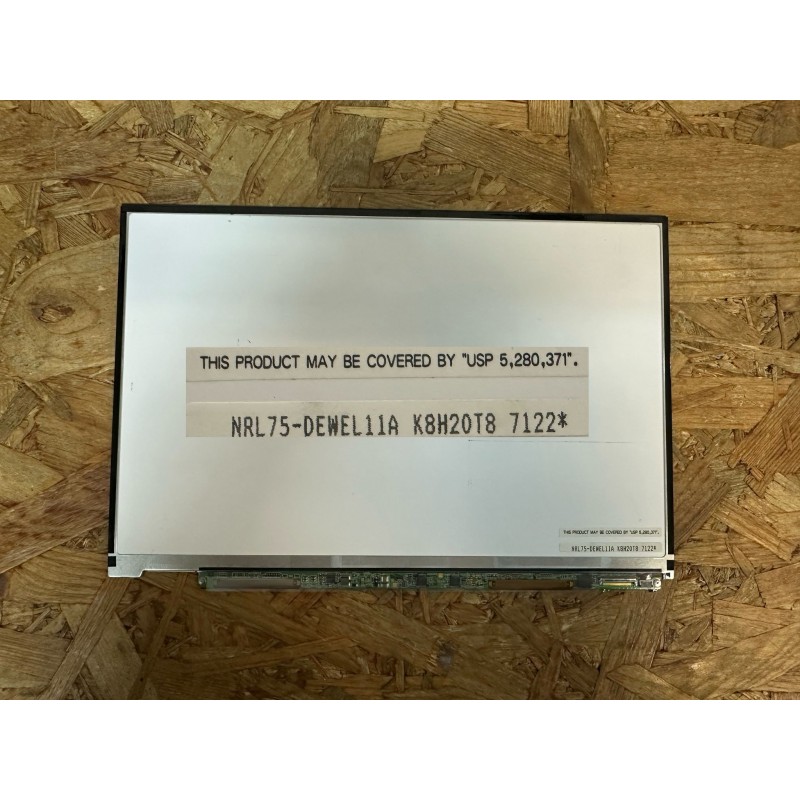 THIS PRODUCT MAY BE COVERED BY "USP 5,280,371".
NRL75-DEWEL11A K8H20T8 7122*
THIS PRODUCT MAY BE COVERED BY "USP 5,280,371".
NRL75-DEWEL11A K8H20T8 7122*